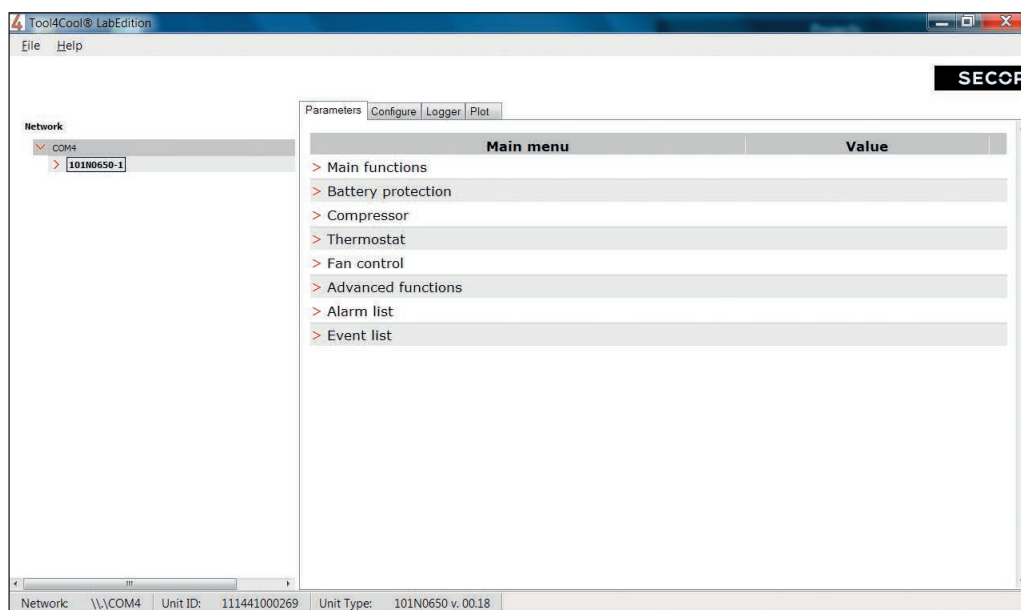 Tool4Cool® LabEdition
File Help
SECOP
Parameters Configure Logger Plot
Network
COM4
101N0650-1
Main menu Value
> Main functions
> Battery protection
> Compressor
> Thermostat
> Fan control
> Advanced functions
> Alarm list
> Event list
Network: \\.\COM4 Unit ID: 111441000269 Unit Type: 101N0650 v. 00.18